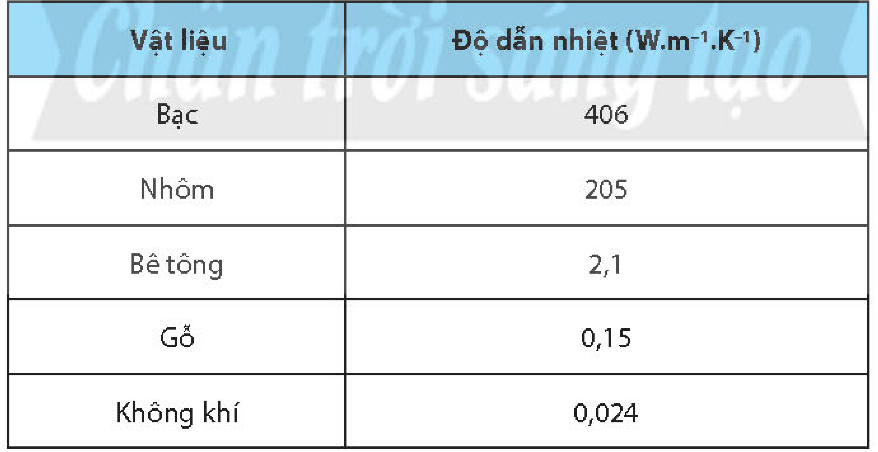 Chân trời sáng tạo
Vật liệu Độ dẫn nhiệt (W.m⁻¹.K⁻¹)
Bạc 406
Nhôm 205
Bê tông 2,1
Gỗ 0,15
Không khí 0,024